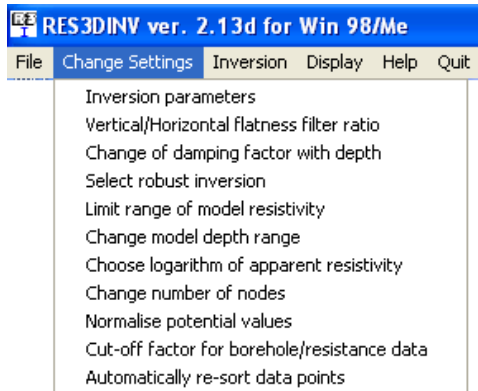 RES3DINV ver. 2.13d for Win 98/Me
File Change Settings Inversion Display Help Quit
Inversion parameters
Vertical/Horizontal flatness filter ratio
Change of damping factor with depth
Select robust inversion
Limit range of model resistivity
Change model depth range
Choose logarithm of apparent resistivity
Change number of nodes
Normalise potential values
Cut-off factor for borehole/resistance data
Automatically re-sort data points